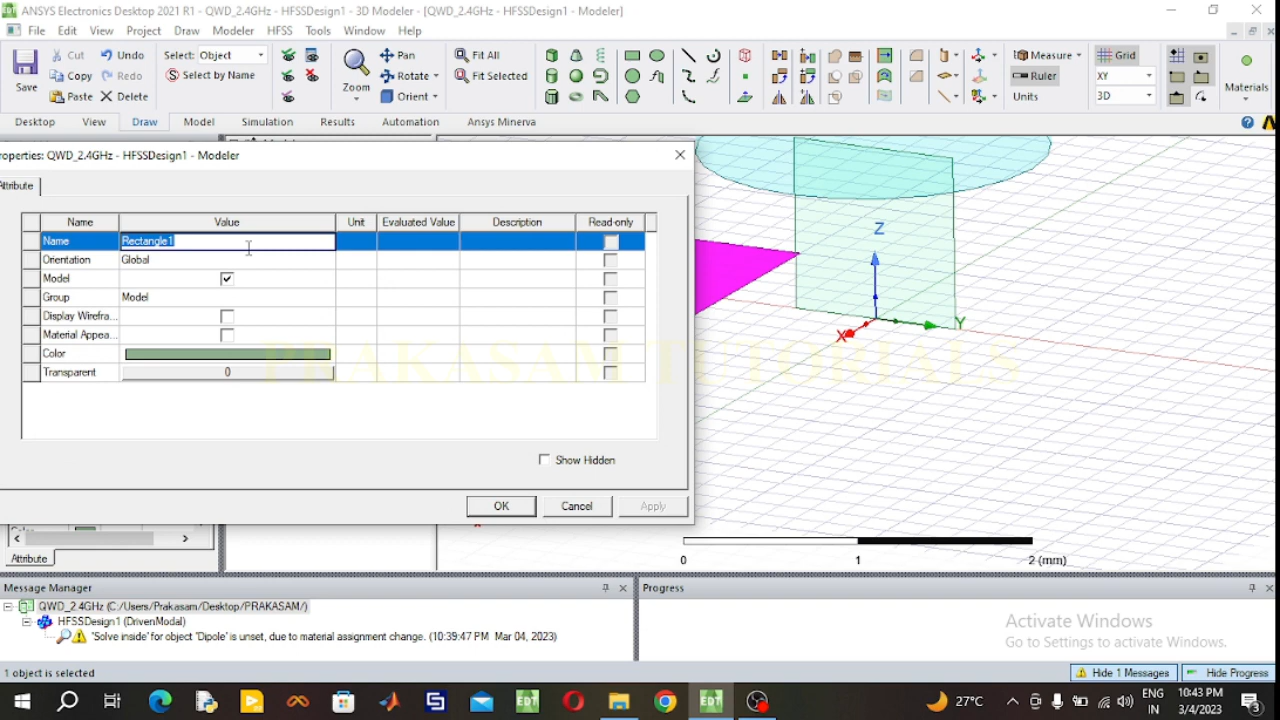 ANSYS Electronics Desktop 2021 R1 - QWD_2.4GHz - HFSSDesign1 - 3D Modeler - [QWD_2.4GHz - HFSSDesign1 - Modeler]
File Edit View Project Draw Modeler HFSS Tools Window Help
Save
Cut
Copy
Paste
Undo
Redo
Delete
Select: Object
Select by Name
Zoom
Pan
Rotate
Orient
Fit All
Fit Selected
Measure
Ruler
Units
Grid
XY
3D
Materials
Desktop View Draw Model Simulation Results Automation Ansys Minerva
roperties: QWD_2.4GHz - HFSSDesign1 - Modeler
Attribute
Name Value Unit Evaluated Value Description Read-only
Name Rectangle1
Orientation Global
Model
Group Model
Display Wirefra...
Material Appea...
Color
Transparent 0
Show Hidden
OK Cancel Apply
PRAKASAM TUTORIALS
Z
X
Y
0 1 2 (mm)
Attribute
Message Manager
QWD_2.4GHz (C:/Users/Prakasam/Desktop/PRAKASAM/)
HFSSDesign1 (DrivenModal)
'Solve inside' for object 'Dipole' is unset, due to material assignment change. (10:39:47 PM Mar 04, 2023)
Progress
Activate Windows
Go to Settings to activate Windows.
1 object is selected
Hide 1 Messages
Hide Progress
27°C
ENG
IN
10:43 PM
3/4/2023
3